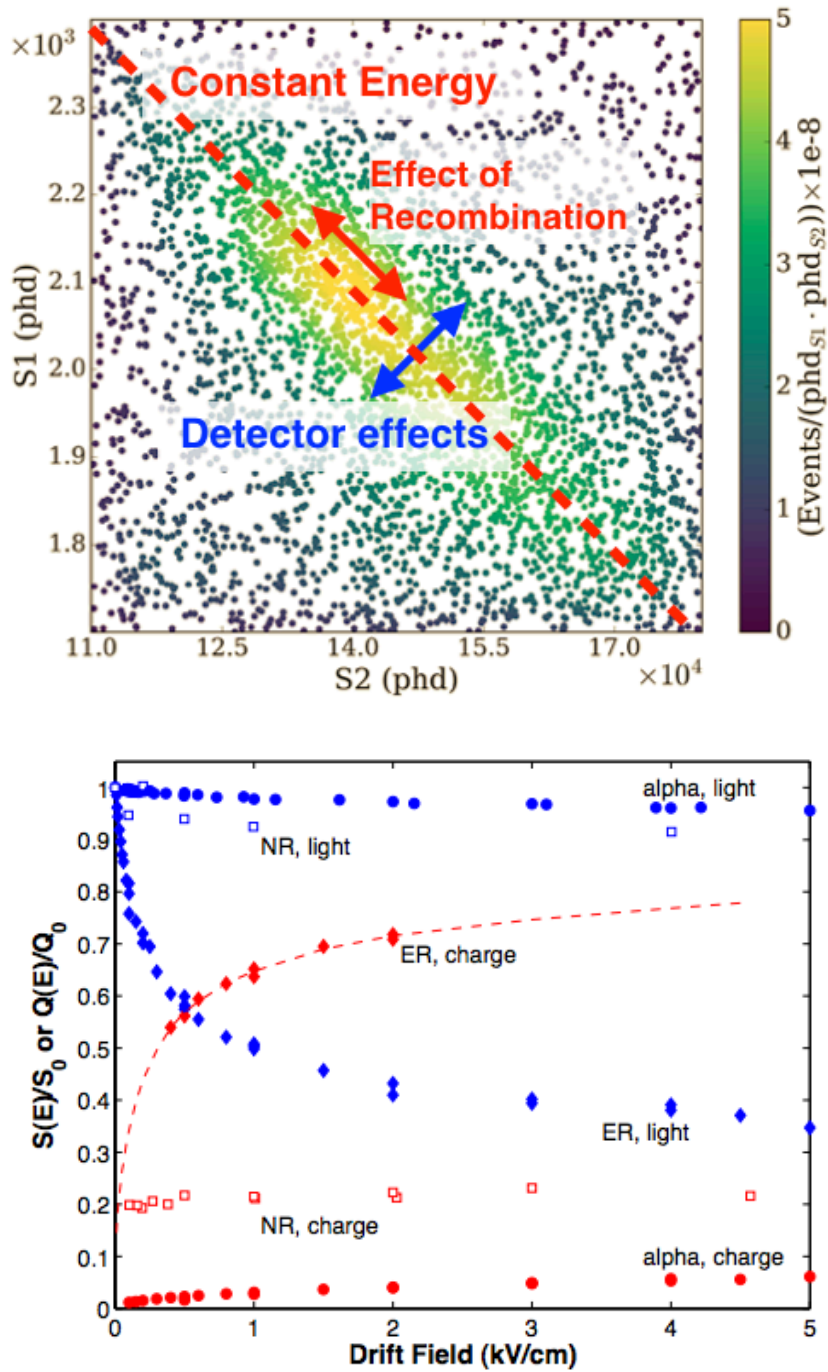 ×10³
Constant Energy
Effect of
Recombination
Detector effects
2.3
2.2
2.1
2.0
1.9
1.8
S1 (phd)
11.0 12.5 14.0 15.5 17.0
S2 (phd)
×10⁴
5
4
3
2
1
0
(Events/(phd_S1 · phd_S2))×1e-8
1
0.9
0.8
0.7
0.6
0.5
0.4
0.3
0.2
0.1
0
S(E)/S₀ or Q(E)/Q₀
alpha, light
NR, light
ER, charge
ER, light
NR, charge
alpha, charge
0 1 2 3 4 5
Drift Field (kV/cm)